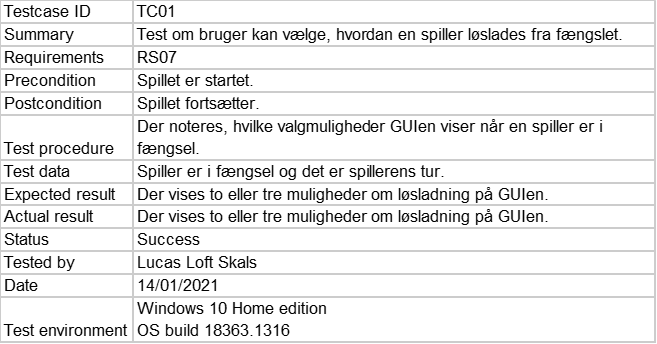 Testcase ID TC01
Summary Test om bruger kan vælge, hvordan en spiller løslades fra fængslet.
Requirements RS07
Precondition Spillet er startet.
Postcondition Spillet fortsætter.
Der noteres, hvilke valgmuligheder GUIen viser når en spiller er i
Test procedure fængsel.
Test data Spiller er i fængsel og det er spillerens tur.
Expected result Der vises to eller tre muligheder om løsladning på GUIen.
Actual result Der vises to eller tre muligheder om løsladning på GUIen.
Status Success
Tested by Lucas Loft Skals
Date 14/01/2021
Windows 10 Home edition
Test environment OS build 18363.1316